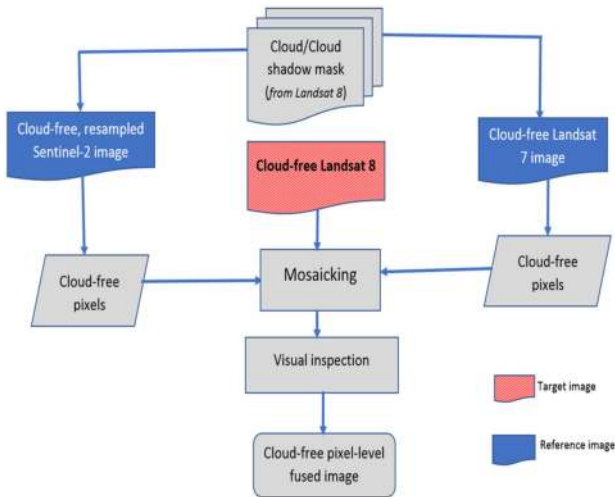 Cloud/Cloud
shadow mask
(from Landsat 8)
Cloud-free, resampled
Sentinel-2 image
Cloud-free Landsat 8
Cloud-free Landsat
7 image
Cloud-free
pixels
Mosaicking
Cloud-free
pixels
Visual inspection
Cloud-free pixel-level
fused image
Target image
Reference image